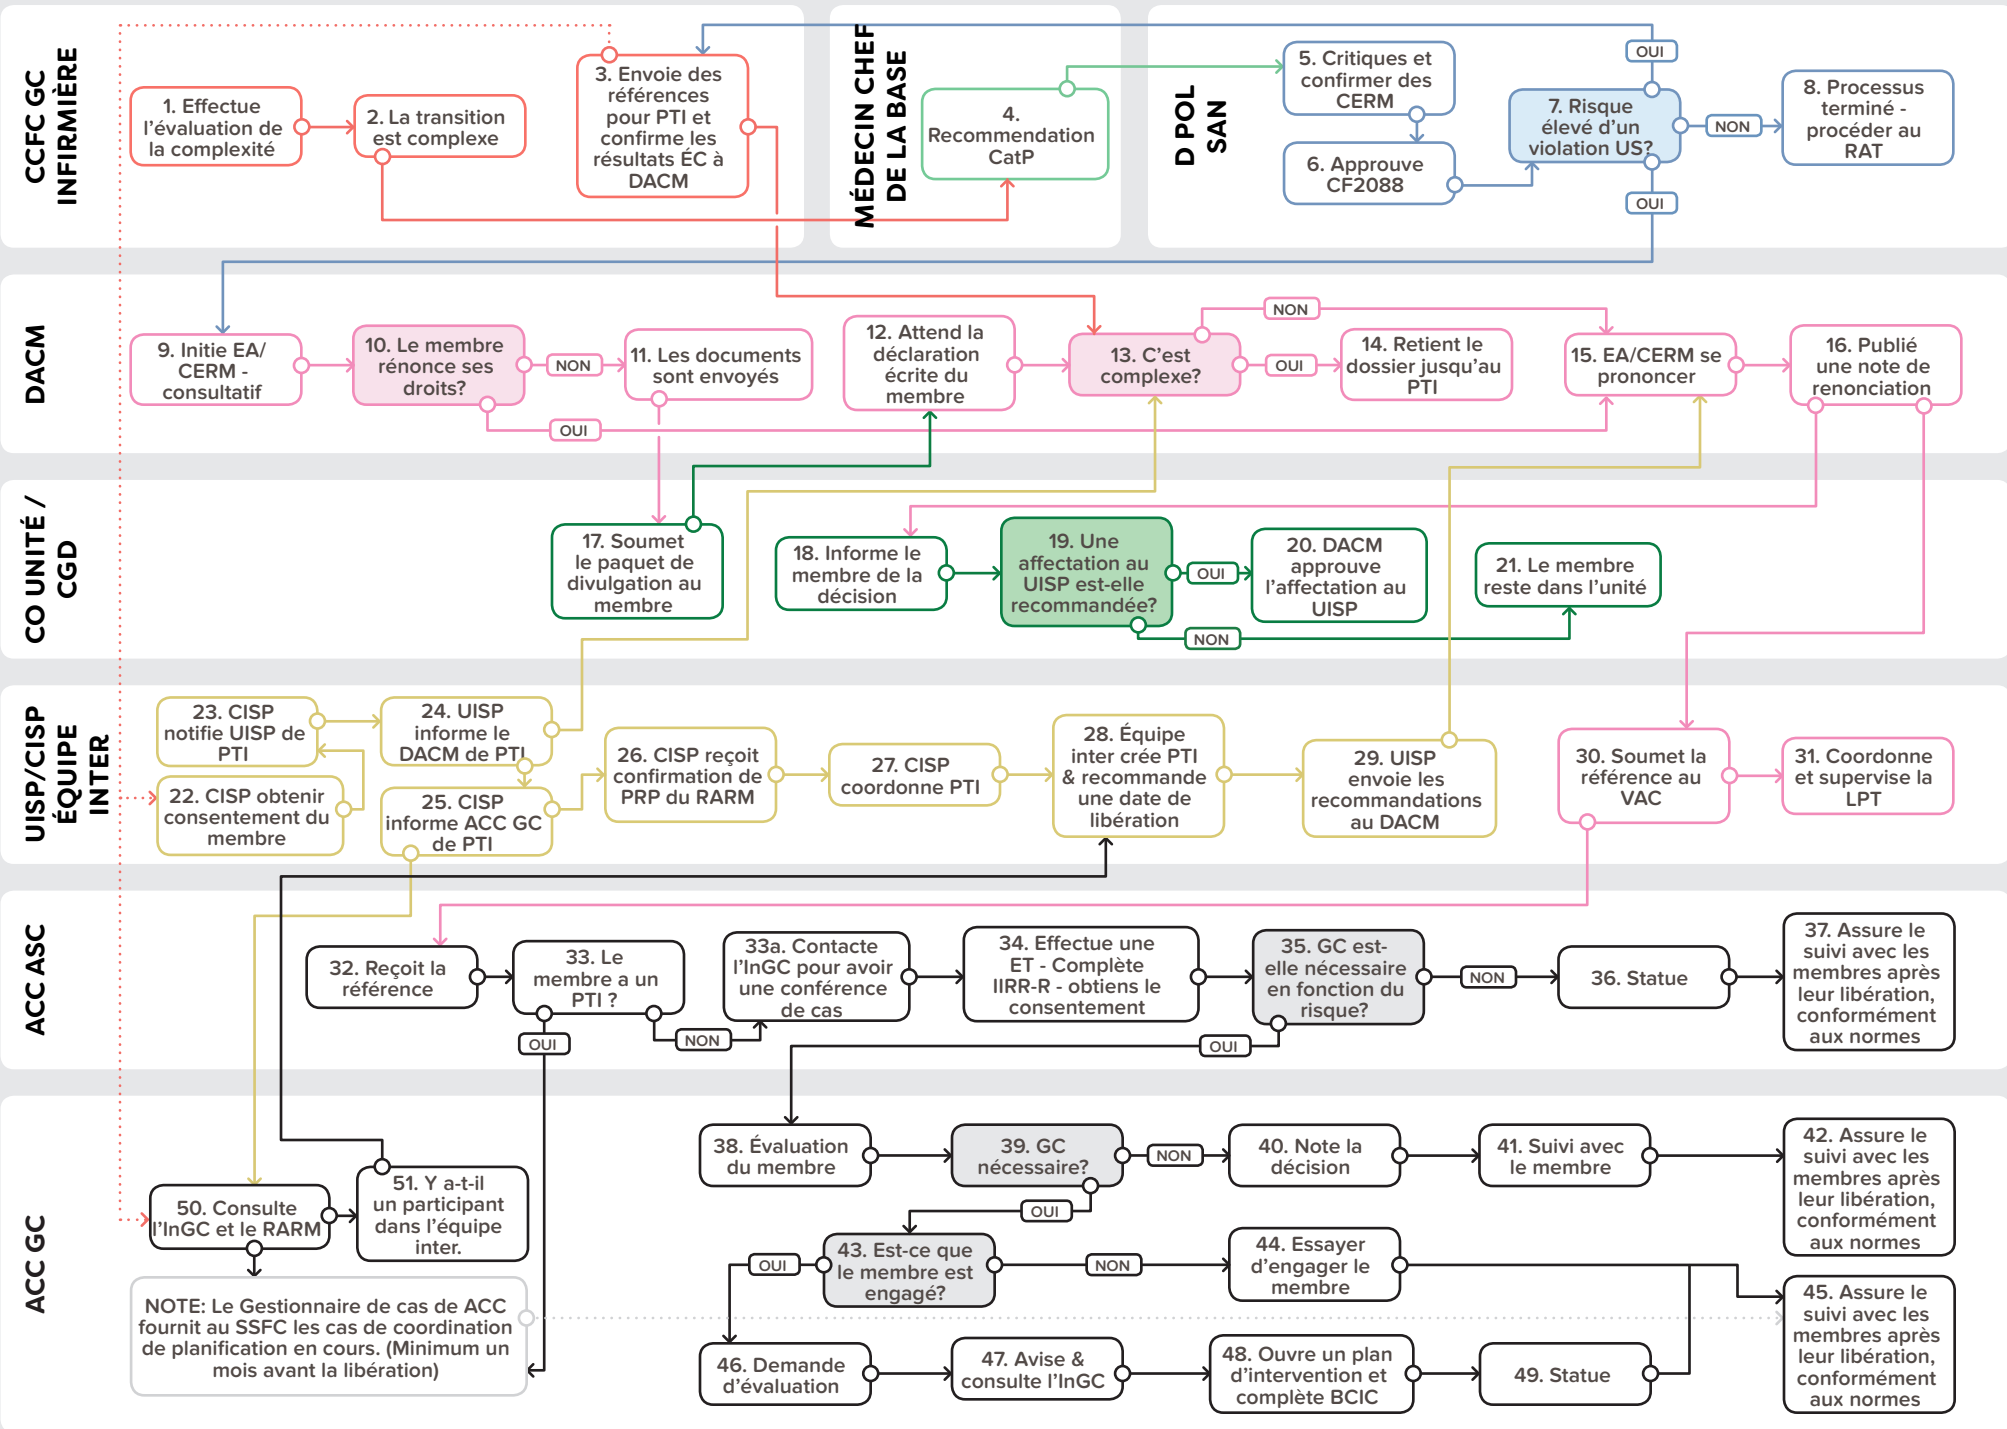 CCFC GC
INFIRMIÈRE
1. Effectue
l'évaluation de
la complexité
2. La transition
est complexe
3. Envoie des
références
pour PTI et
confirme les
résultats ÉC à
DACM
MÉDECIN CHEF
DE LA BASE
4.
Recommendation
CatP
D POL
SAN
5. Critiques et
confirmer des
CERM
6. Approuve
CF2088
7. Risque
élevé d'un
violation US?
OUI
NON
OUI
8. Processus
terminé -
procéder au
RAT
DACM
9. Initie EA/
CERM -
consultatif
10. Le membre
rénonce ses
droits?
NON
OUI
11. Les documents
sont envoyés
12. Attend la
déclaration
écrite du
membre
13. C'est
complexe?
NON
OUI
14. Retient le
dossier jusqu'au
PTI
15. EA/CERM se
prononcer
16. Publié
une note de
renonciation
CO UNITÉ /
CGD
17. Soumet
le paquet de
divulgation au
membre
18. Informe le
membre de la
décision
19. Une
affectation au
UISP est-elle
recommandée?
OUI
NON
20. DACM
approuve
l'affectation au
UISP
21. Le membre
reste dans l'unité
UISP/CISP
ÉQUIPE
INTER
23. CISP
notifie UISP de
PTI
22. CISP obtenir
consentement du
membre
24. UISP
informe le
DACM de PTI
25. CISP
informe ACC GC
de PTI
26. CISP reçoit
confirmation de
PRP du RARM
27. CISP
coordonne PTI
28. Équipe
inter crée PTI
& recommande
une date de
libération
29. UISP
envoie les
recommandations
au DACM
30. Soumet la
référence au
VAC
31. Coordonne
et supervise la
LPT
ACC ASC
32. Reçoit la
référence
33. Le
membre a un
PTI ?
OUI
NON
33a. Contacte
l'InGC pour avoir
une conférence
de cas
34. Effectue une
ET - Complète
IIRR-R - obtiens le
consentement
35. GC est-
elle nécessaire
en fonction du
risque?
NON
OUI
36. Statue
37. Assure le
suivi avec les
membres après
leur libération,
conformément
aux normes
ACC GC
38. Évaluation
du membre
39. GC
nécessaire?
NON
OUI
40. Note la
décision
41. Suivi avec
le membre
42. Assure le
suivi avec les
membres après
leur libération,
conformément
aux normes
50. Consulte
l'InGC et le RARM
51. Y a-t-il
un participant
dans l'équipe
inter.
43. Est-ce que
le membre est
engagé?
OUI
NON
44. Essayer
d'engager le
membre
45. Assure le
suivi avec les
membres après
leur libération,
conformément
aux normes
NOTE: Le Gestionnaire de cas de ACC
fournit au SSFC les cas de coordination
de planification en cours. (Minimum un
mois avant la libération)
46. Demande
d'évaluation
47. Avise &
consulte l'InGC
48. Ouvre un plan
d'intervention et
complète BCIC
49. Statue